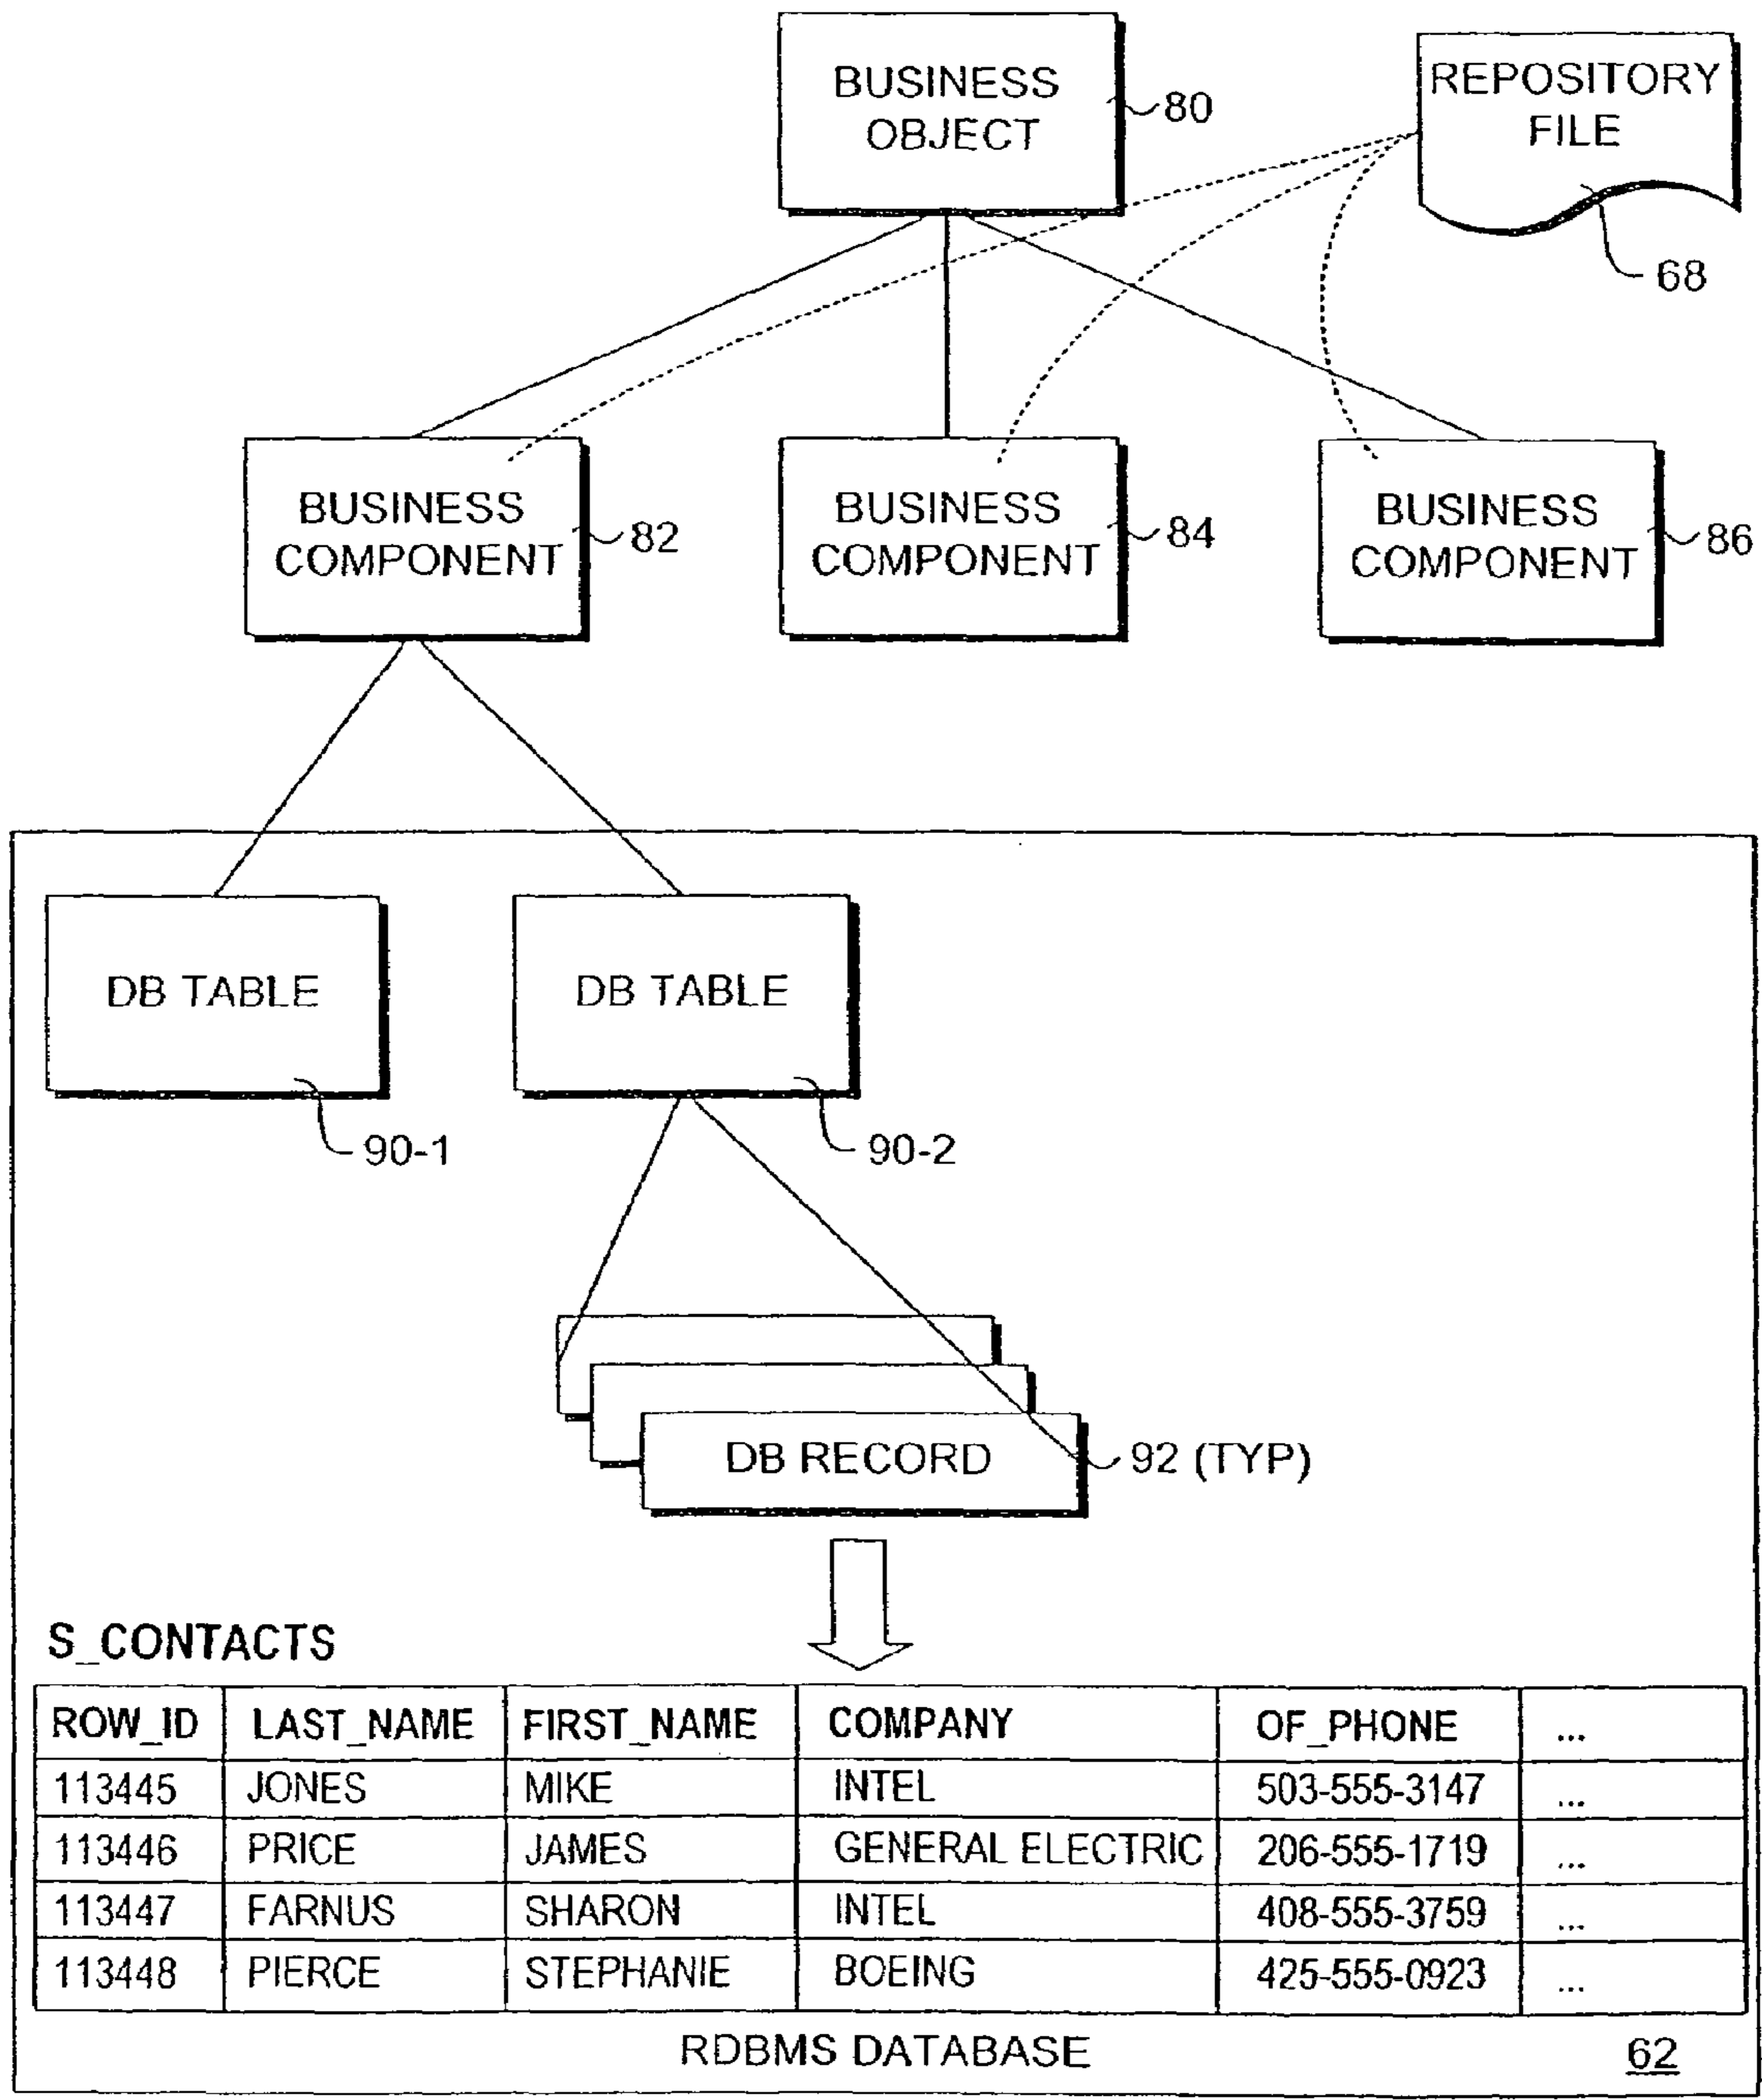 BUSINESS
OBJECT
80
REPOSITORY
FILE
68
BUSINESS
COMPONENT
82
BUSINESS
COMPONENT
84
BUSINESS
COMPONENT
86
DB TABLE
90-1
DB TABLE
90-2
DB RECORD
92 (TYP)
S_CONTACTS
ROW_ID LAST_NAME FIRST_NAME COMPANY OF_PHONE ...
113445 JONES MIKE INTEL 503-555-3147 ...
113446 PRICE JAMES GENERAL ELECTRIC 206-555-1719 ...
113447 FARNUS SHARON INTEL 408-555-3759 ...
113448 PIERCE STEPHANIE BOEING 425-555-0923 ...
RDBMS DATABASE
62